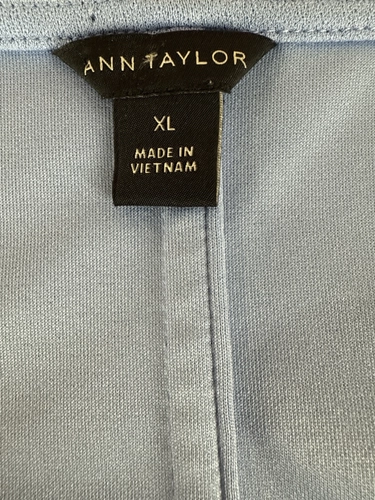 ANN TAYLOR
XL
MADE IN
VIETNAM